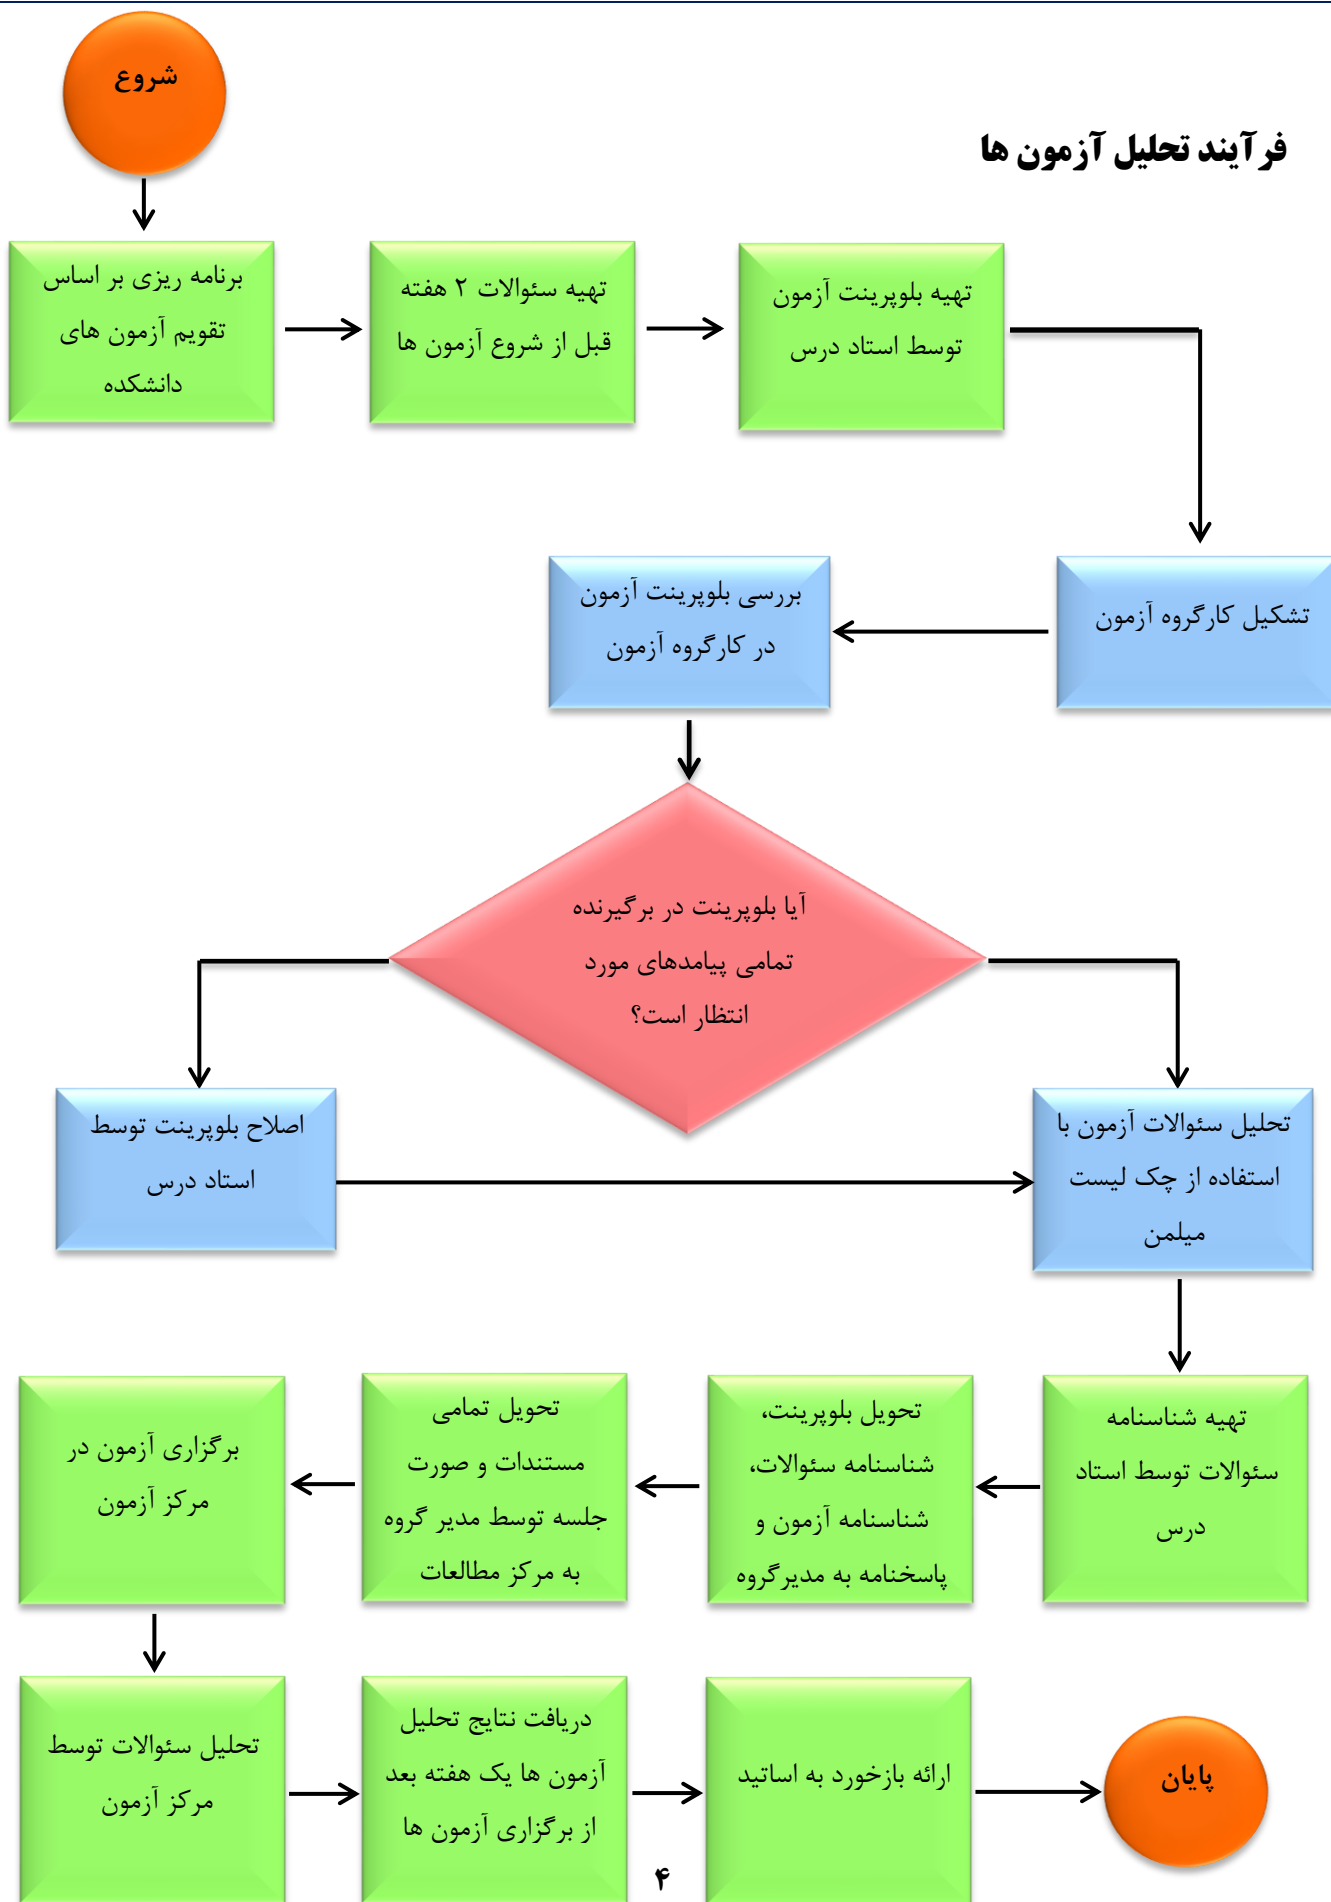 شروع
فرآیند تحلیل آزمون ها
برنامه ریزی بر اساس
تقویم آزمون های
دانشکده
تهیه سئوالات ۲ هفته
قبل از شروع آزمون ها
تهیه بلوپرینت آزمون
توسط استاد درس
تشکیل کارگروه آزمون
بررسی بلوپرینت آزمون
در کارگروه آزمون
آیا بلوپرینت در برگیرنده
تمامی پیامدهای مورد
انتظار است؟
اصلاح بلوپرینت توسط
استاد درس
تحلیل سئوالات آزمون با
استفاده از چک لیست
میلمن
تهیه شناسنامه
سئوالات توسط استاد
درس
تحویل بلوپرینت،
شناسنامه سئوالات،
شناسنامه آزمون و
پاسخنامه به مدیرگروه
تحویل تمامی
مستندات و صورت
جلسه توسط مدیر گروه
به مرکز مطالعات
برگزاری آزمون در
مرکز آزمون
تحلیل سئوالات توسط
مرکز آزمون
دریافت نتایج تحلیل
آزمون ها یک هفته بعد
از برگزاری آزمون ها
ارائه بازخورد به اساتید
پایان
۴